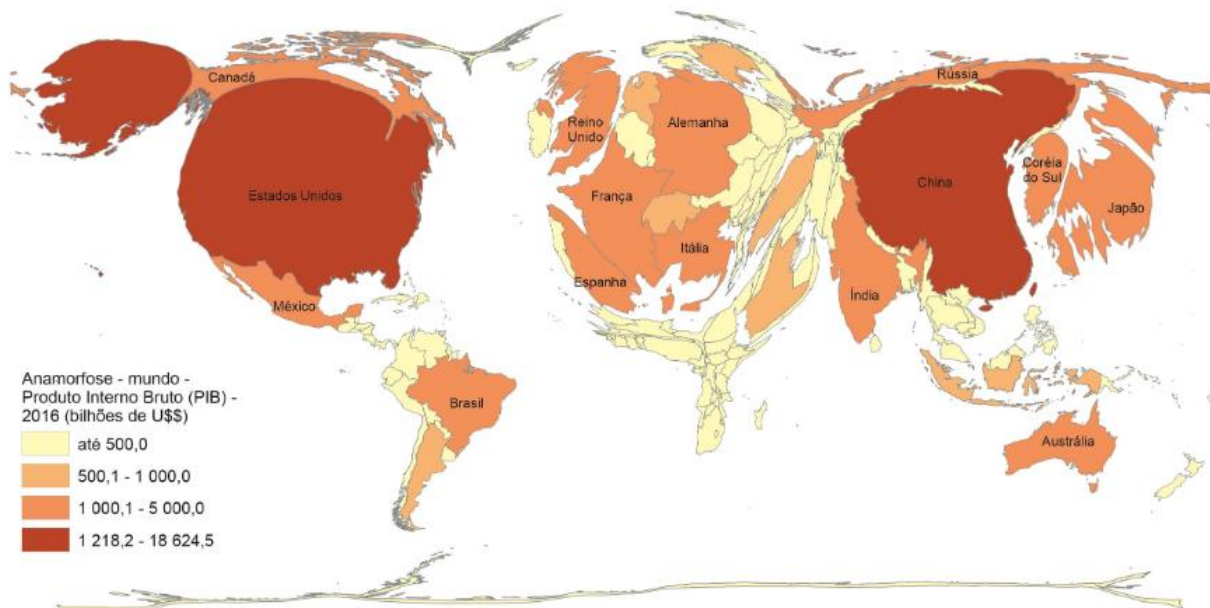 Canadá
Rússia
Reino
Unido
Alemanha
Estados Unidos
França
China
Coréia
do Sul
Japão
Itália
Espanha
Índia
México
Brasil
Austrália
Anamorfose - mundo -
Produto Interno Bruto (PIB) -
2016 (bilhões de U$$)
até 500,0
500,1 - 1 000,0
1 000,1 - 5 000,0
1 218,2 - 18 624,5